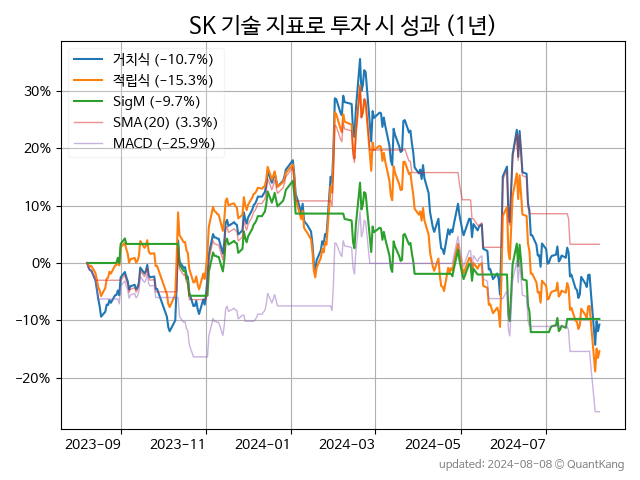 SK 기술 지표로 투자 시 성과 (1년)
거치식 (-10.7%)
적립식 (-15.3%)
SigM (-9.7%)
SMA(20) (3.3%)
MACD (-25.9%)
30%
20%
10%
0%
-10%
-20%
2023-09 2023-11 2024-01 2024-03 2024-05 2024-07
updated: 2024-08-08 © QuantKang